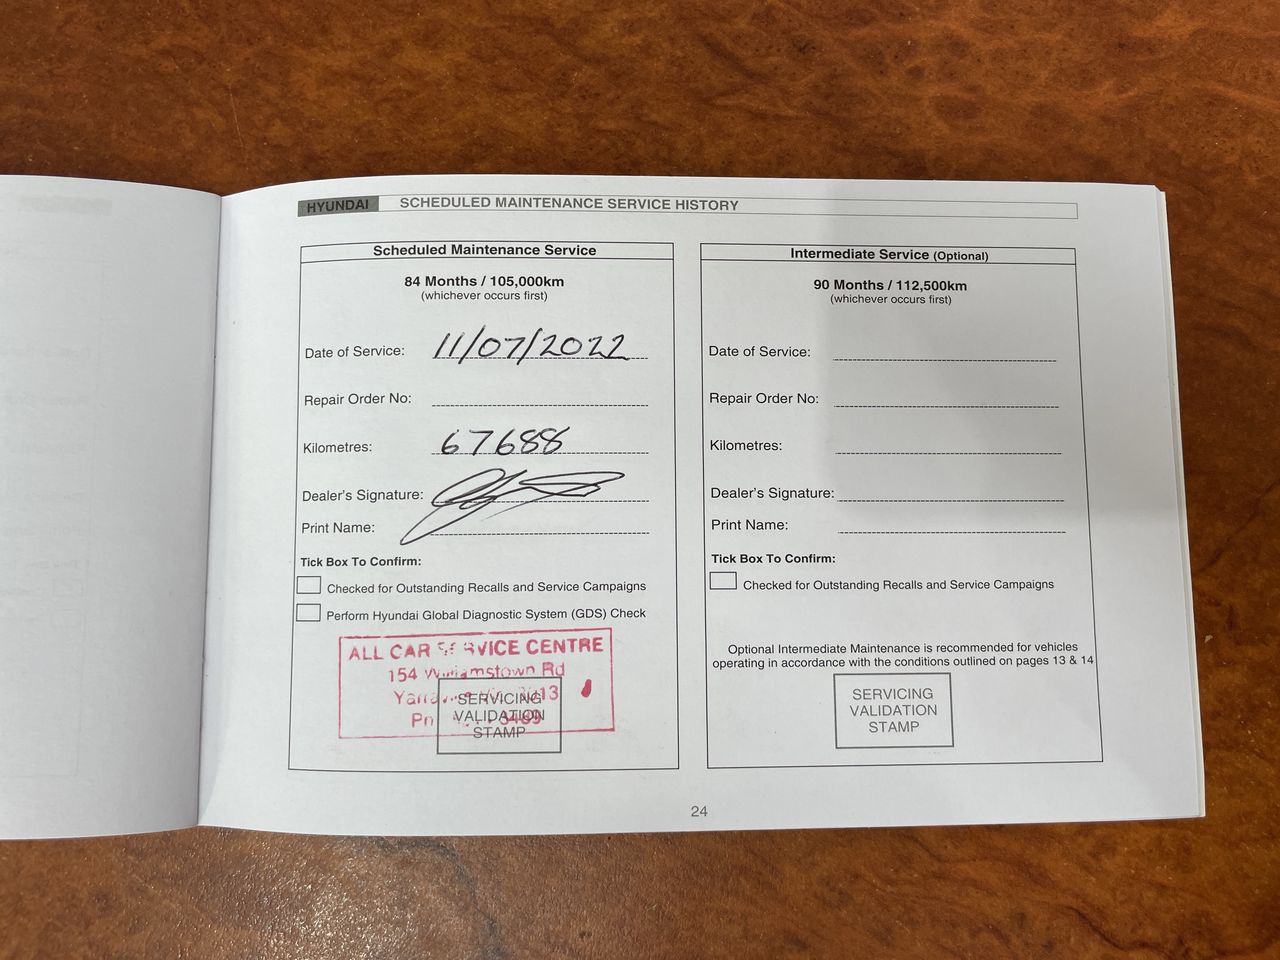 HYUNDAI SCHEDULED MAINTENANCE SERVICE HISTORY
Scheduled Maintenance Service
84 Months / 105,000km
(whichever occurs first)
Date of Service: 11/07/2022
Repair Order No:
Kilometres: 67688
Dealer's Signature:
Print Name:
Tick Box To Confirm:
Checked for Outstanding Recalls and Service Campaigns
Perform Hyundai Global Diagnostic System (GDS) Check
ALL CAR SERVICE CENTRE
154 Williamstown Rd
SERVICING
VALIDATION
STAMP
Intermediate Service (Optional)
90 Months / 112,500km
(whichever occurs first)
Date of Service:
Repair Order No:
Kilometres:
Dealer's Signature:
Print Name:
Tick Box To Confirm:
Checked for Outstanding Recalls and Service Campaigns
Optional Intermediate Maintenance is recommended for vehicles
operating in accordance with the conditions outlined on pages 13 & 14
SERVICING
VALIDATION
STAMP
24